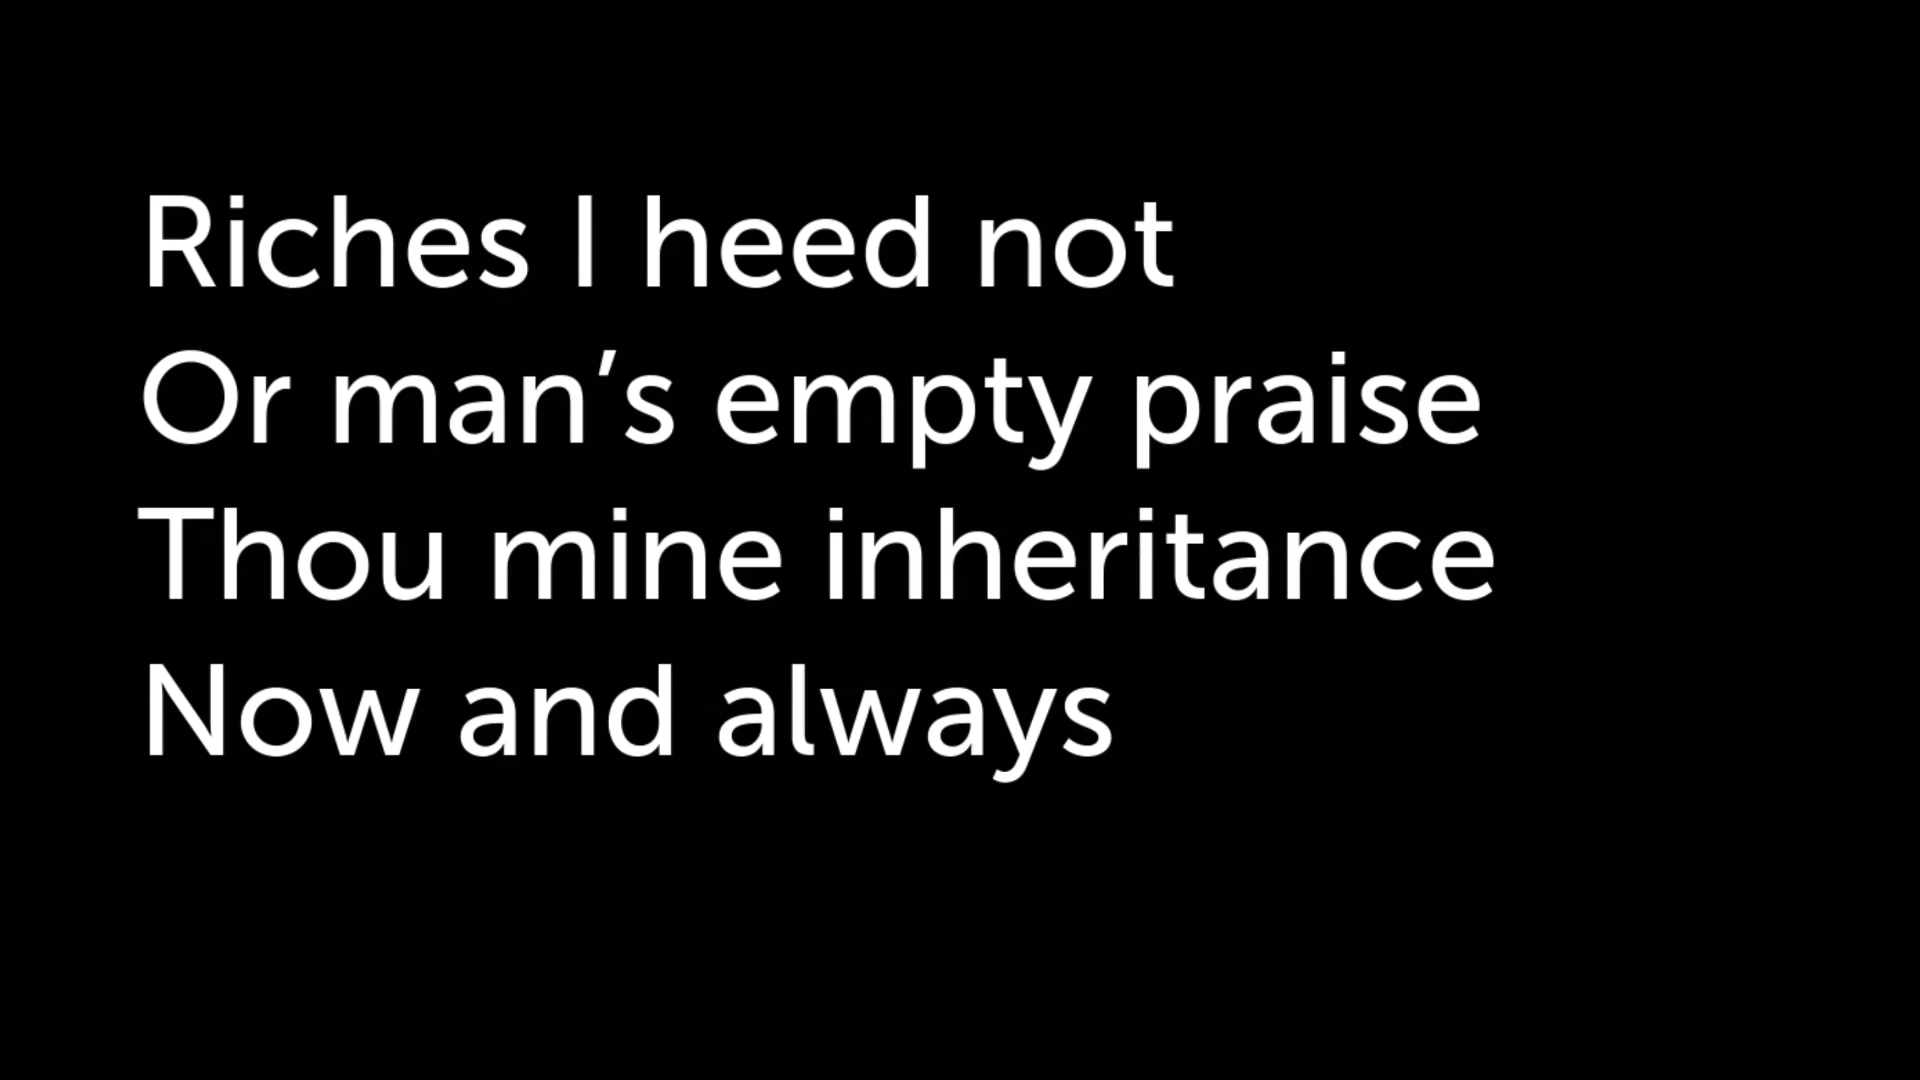 Riches I heed not
Or man’s empty praise
Thou mine inheritance
Now and always